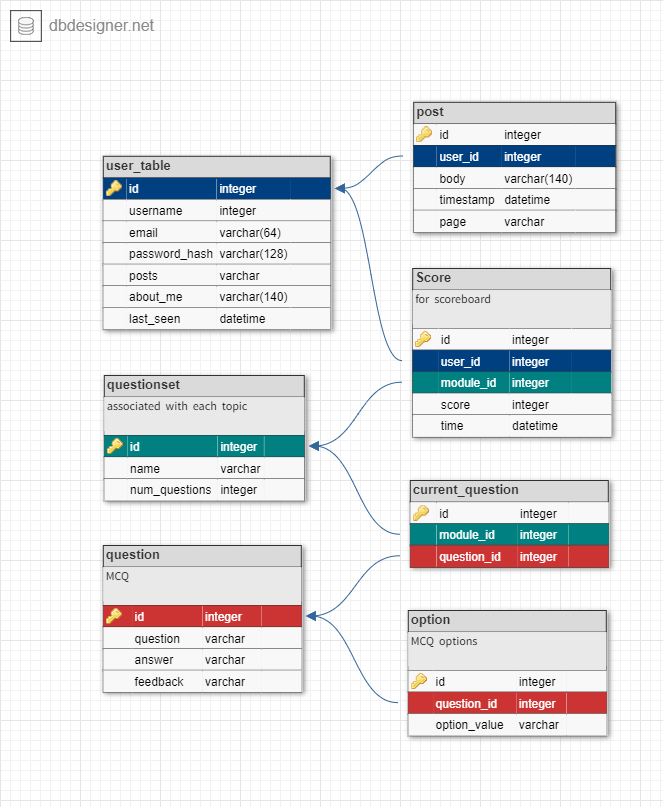 dbdesigner.net
post
id integer
user_id integer
body varchar(140)
timestamp datetime
page varchar
user_table
id integer
username integer
email varchar(64)
password_hash varchar(128)
posts varchar
about_me varchar(140)
last_seen datetime
Score
for scoreboard
id integer
user_id integer
module_id integer
score integer
time datetime
questionset
associated with each topic
id integer
name varchar
num_questions integer
current_question
id integer
module_id integer
question_id integer
question
MCQ
id integer
question varchar
answer varchar
feedback varchar
option
MCQ options
id integer
question_id integer
option_value varchar